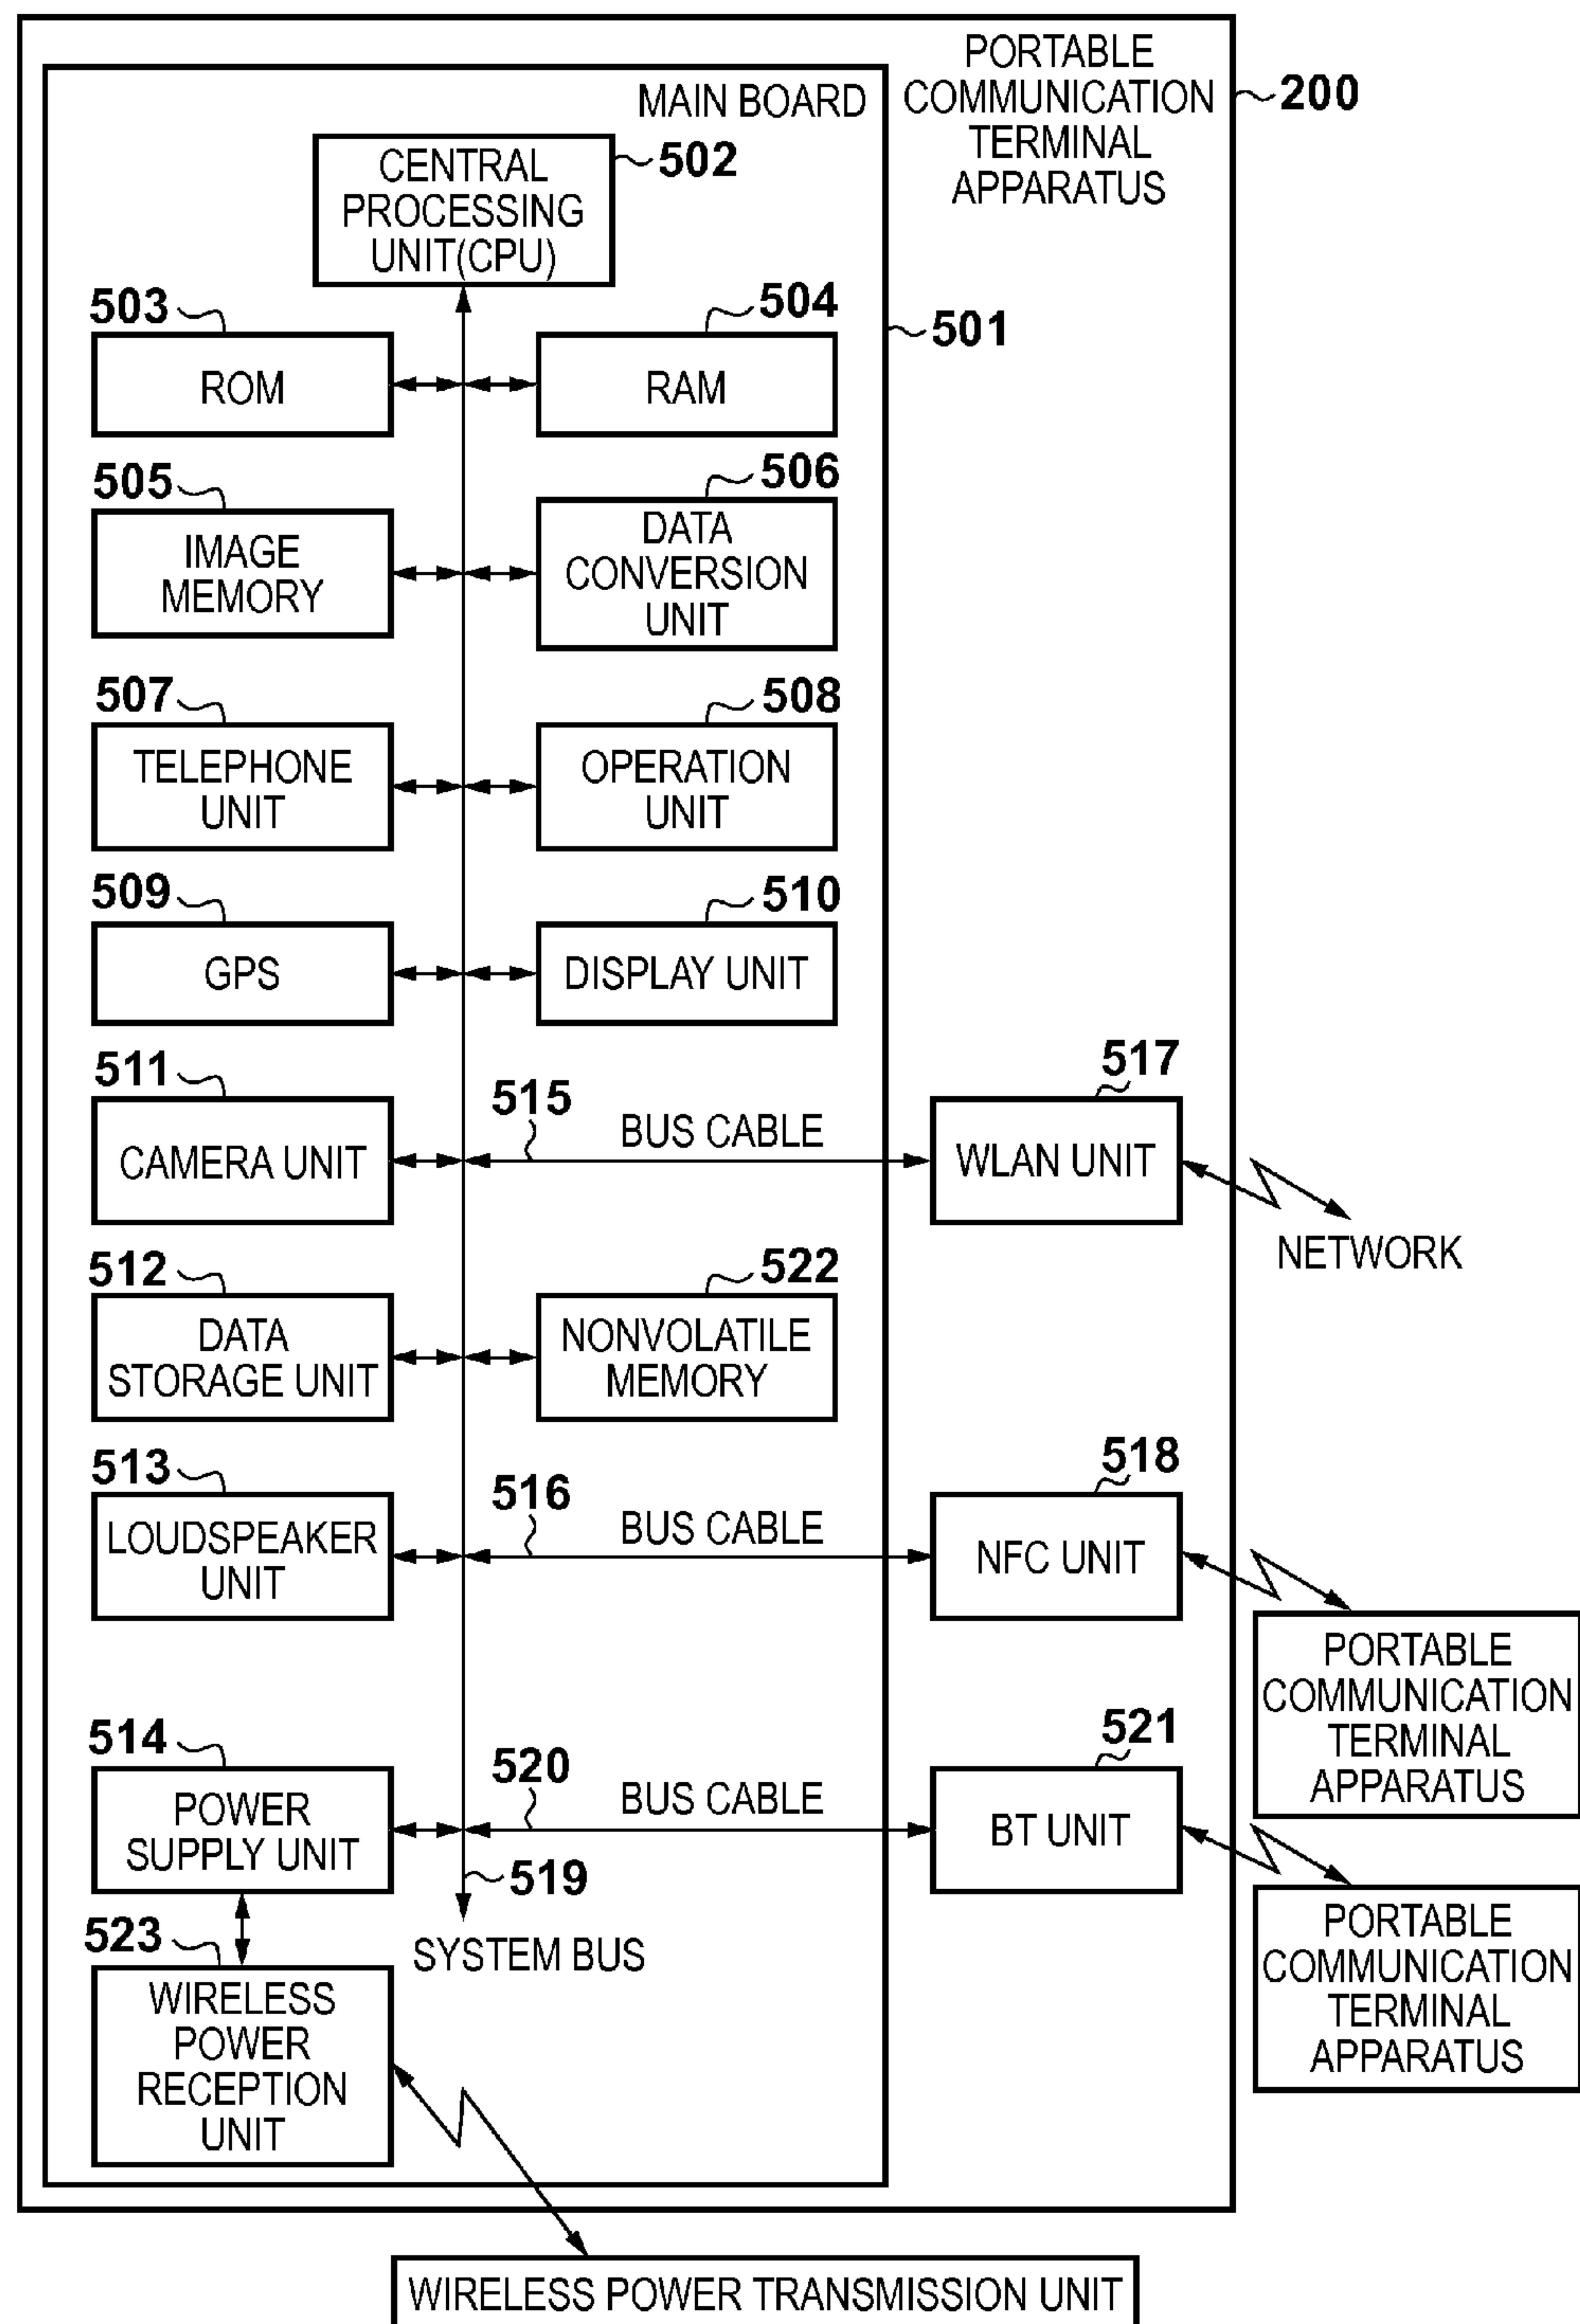 PORTABLE
COMMUNICATION
TERMINAL
APPARATUS
200
MAIN BOARD
501
CENTRAL
PROCESSING
UNIT(CPU)
502
503
ROM
504
RAM
505
IMAGE
MEMORY
506
DATA
CONVERSION
UNIT
507
TELEPHONE
UNIT
508
OPERATION
UNIT
509
GPS
510
DISPLAY UNIT
511
CAMERA UNIT
515
BUS CABLE
517
WLAN UNIT
NETWORK
512
DATA
STORAGE UNIT
522
NONVOLATILE
MEMORY
513
LOUDSPEAKER
UNIT
516
BUS CABLE
518
NFC UNIT
PORTABLE
COMMUNICATION
TERMINAL
APPARATUS
514
POWER
SUPPLY UNIT
520
BUS CABLE
521
BT UNIT
PORTABLE
COMMUNICATION
TERMINAL
APPARATUS
519
SYSTEM BUS
523
WIRELESS
POWER
RECEPTION
UNIT
WIRELESS POWER TRANSMISSION UNIT